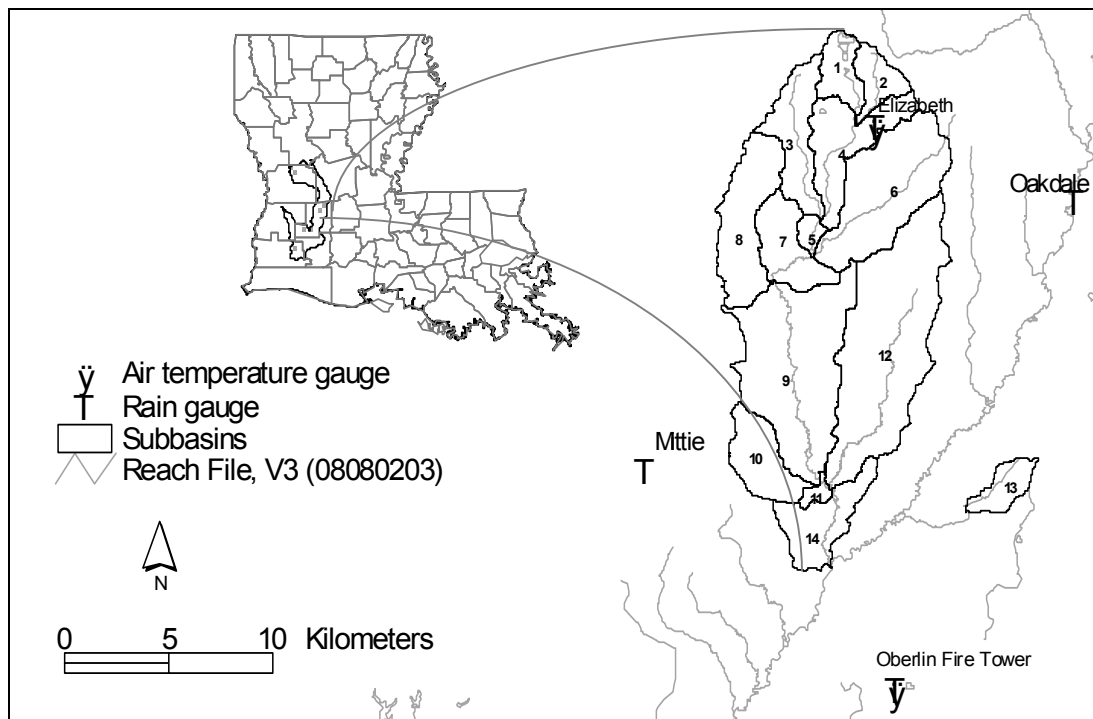 1
2
Elizabeth
T
ÿ
3
4
6
Oakdale
T
8
7
5
12
9
ÿ Air temperature gauge
T Rain gauge
Subbasins
Reach File, V3 (08080203)
Mittie
T
10
11
13
14
N
0 5 10 Kilometers
Oberlin Fire Tower
T
ÿ